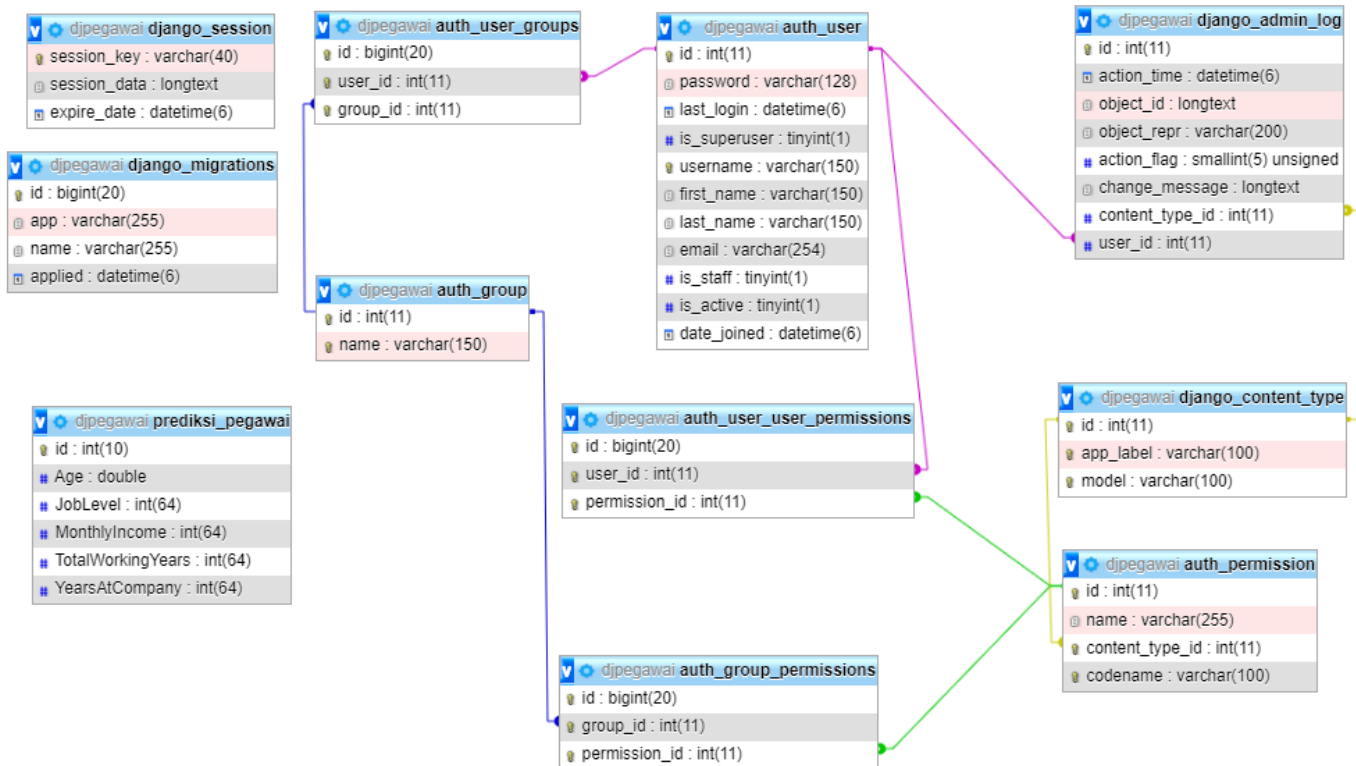 djpegawai django_session
session_key : varchar(40)
session_data : longtext
expire_date : datetime(6)
djpegawai django_migrations
id : bigint(20)
app : varchar(255)
name : varchar(255)
applied : datetime(6)
djpegawai auth_user_groups
id : bigint(20)
user_id : int(11)
group_id : int(11)
djpegawai auth_group
id : int(11)
name : varchar(150)
djpegawai auth_user
id : int(11)
password : varchar(128)
last_login : datetime(6)
is_superuser : tinyint(1)
username : varchar(150)
first_name : varchar(150)
last_name : varchar(150)
email : varchar(254)
is_staff : tinyint(1)
is_active : tinyint(1)
date_joined : datetime(6)
djpegawai django_admin_log
id : int(11)
action_time : datetime(6)
object_id : longtext
object_repr : varchar(200)
action_flag : smallint(5) unsigned
change_message : longtext
content_type_id : int(11)
user_id : int(11)
djpegawai prediksi_pegawai
id : int(10)
Age : double
JobLevel : int(64)
MonthlyIncome : int(64)
TotalWorkingYears : int(64)
YearsAtCompany : int(64)
djpegawai auth_user_user_permissions
id : bigint(20)
user_id : int(11)
permission_id : int(11)
djpegawai django_content_type
id : int(11)
app_label : varchar(100)
model : varchar(100)
djpegawai auth_permission
id : int(11)
name : varchar(255)
content_type_id : int(11)
codename : varchar(100)
djpegawai auth_group_permissions
id : bigint(20)
group_id : int(11)
permission_id : int(11)